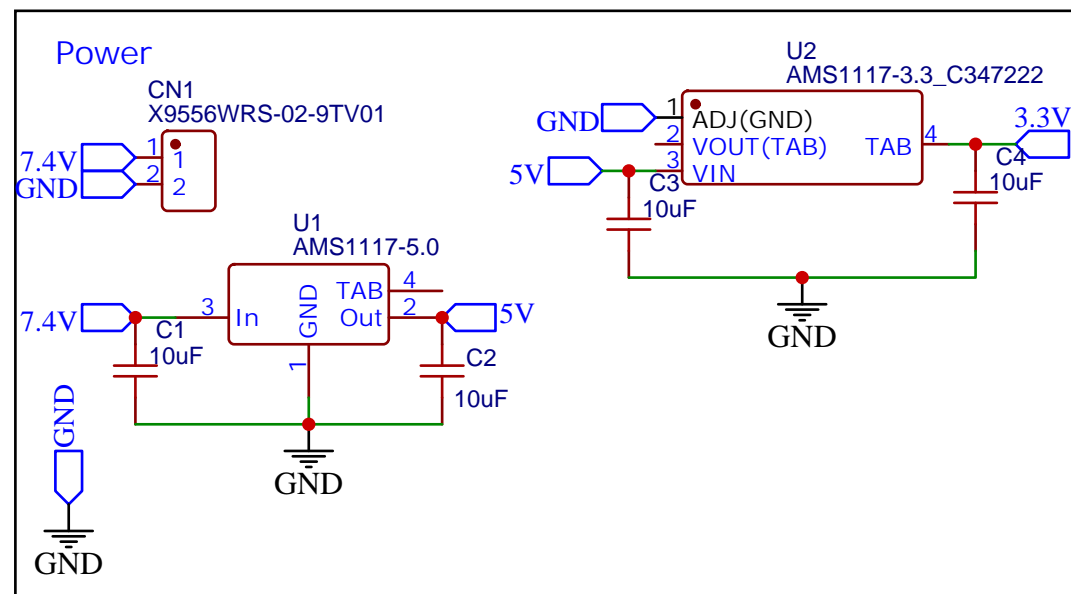 Power
CN1
X9556WRS-02-9TV01
7.4V
1
1
GND
2
2
U1
AMS1117-5.0
7.4V
3
In
GND
1
TAB
4
Out
2
5V
C1
10uF
C2
10uF
GND
GND
GND
U2
AMS1117-3.3_C347222
GND
1
ADJ(GND)
2
VOUT(TAB)
5V
3
VIN
TAB
4
3.3V
C3
10uF
C4
10uF
GND